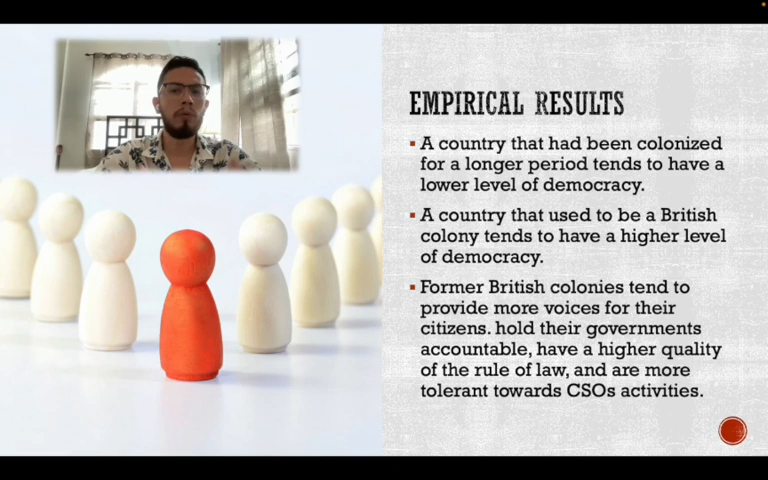 EMPIRICAL RESULTS
A country that had been colonized
for a longer period tends to have a
lower level of democracy.
A country that used to be a British
colony tends to have a higher level
of democracy.
Former British colonies tend to
provide more voices for their
citizens. hold their governments
accountable, have a higher quality
of the rule of law, and are more
tolerant towards CSOs activities.